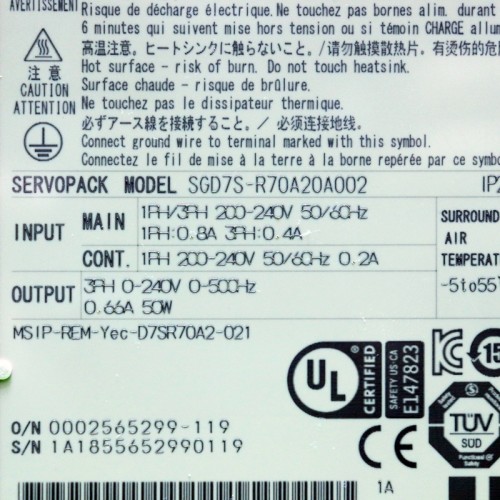 AVERTISSEMENT Risque de décharge électrique. Ne touchez pas bornes alim. durant
6 minutes qui suivent mise hors tension ou si témoin CHARGE allum
高温注意。ヒートシンクに触らないこと。/请勿触摸散热片，有烫伤的危
Hot surface - risk of burn. Do not touch heatsink.
注 意
Surface chaude - risque de brûlure.
CAUTION
ATTENTION Ne touchez pas le dissipateur thermique.
必ずアース線を接続すること。/ 必须连接地线。
Connect ground wire to terminal marked with this symbol.
Connectez le fil de mise à la terre à la borne repérée par ce symbo
SERVOPACK MODEL SGD7S-R70A20A002 IP2
INPUT MAIN 1PH/3PH 200-240V 50/60Hz
1PH:0.8A 3PH:0.4A
CONT. 1PH 200-240V 50/60Hz 0.2A
SURROUND
AIR
TEMPERAT
-5to55
OUTPUT 3PH 0-240V 0-500Hz
0.66A 50W
MSIP-REM-Yec-D7SR70A2-021
UL ®
CERTIFIED
SAFETY US-CA
E147823
15
CE
TÜV
SÜD
Functional
Safety
O/N 0002565299-119
S/N 1A1855652990119
1A